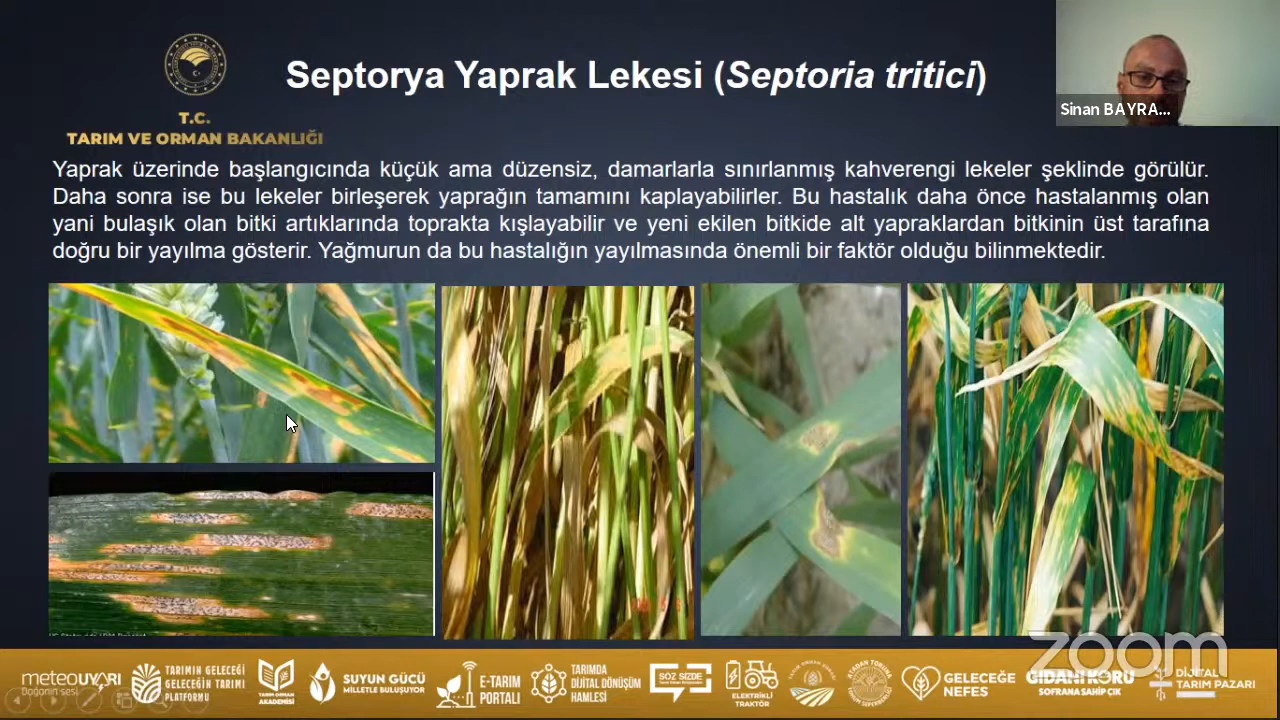 Septorya Yaprak Lekesi (Septoria tritici)
Sinan BAYRA...
T.C.
TARIM VE ORMAN BAKANLIĞI
Yaprak üzerinde başlangıcında küçük ama düzensiz, damarlarla sınırlanmış kahverengi lekeler şeklinde görülür.
Daha sonra ise bu lekeler birleşerek yaprağın tamamını kaplayabilirler. Bu hastalık daha önce hastalanmış olan
yani bulaşık olan bitki artıklarında toprakta kışlayabilir ve yeni ekilen bitkide alt yapraklardan bitkinin üst tarafına
doğru bir yayılma gösterir. Yağmurun da bu hastalığın yayılmasında önemli bir faktör olduğu bilinmektedir.
zoom
meteoUYARI
Doğanın sesi
TARIMIN GELECEĞİ
GELECEĞİN TARIMI
PLATFORMU
TARIM ORMAN
AKADEMİSİ
SUYUN GÜCÜ
MİLLETLE BULUŞUYOR
E-TARIM
PORTALI
TARIMDA
DİJİTAL DÖNÜŞÜM
HAMLESİ
SÖZ SİZDE
ELEKTRİKLİ
TRAKTÖR
GELECEĞE
NEFES
GIDANI KORU
SOFRANA SAHİP ÇIK
DİJİTAL
TARIM PAZARI